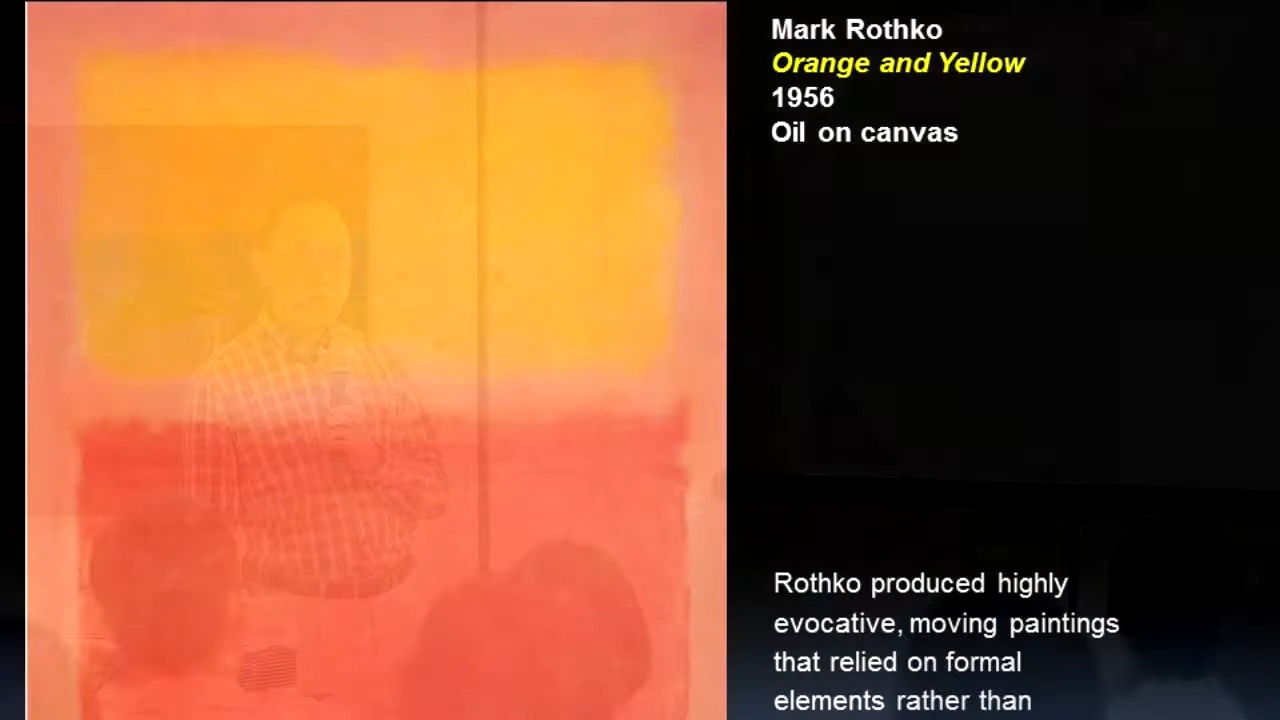 Mark Rothko
Orange and Yellow
1956
Oil on canvas
Rothko produced highly
evocative, moving paintings
that relied on formal
elements rather than